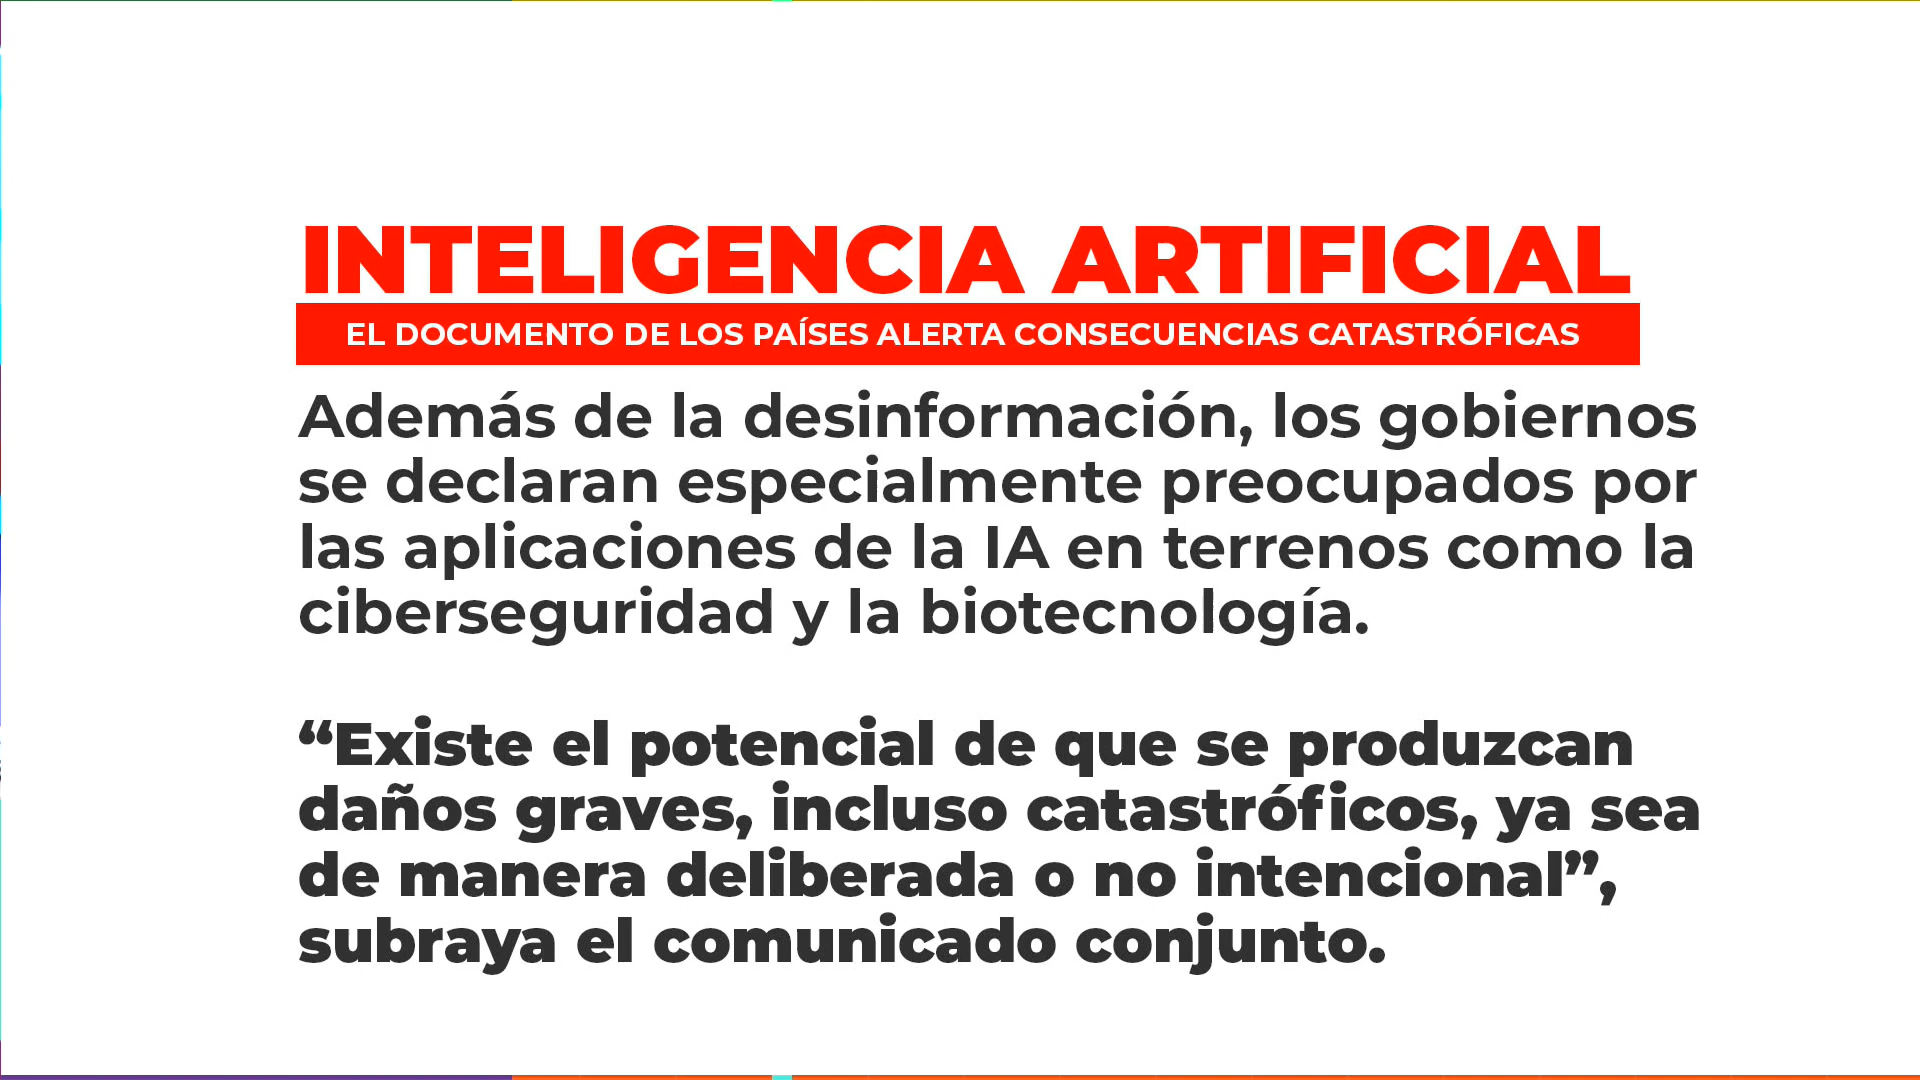 INTELIGENCIA ARTIFICIAL
EL DOCUMENTO DE LOS PAÍSES ALERTA CONSECUENCIAS CATASTRÓFICAS
Además de la desinformación, los gobiernos
se declaran especialmente preocupados por
las aplicaciones de la IA en terrenos como la
ciberseguridad y la biotecnología.
“Existe el potencial de que se produzcan
daños graves, incluso catastróficos, ya sea
de manera deliberada o no intencional”,
subraya el comunicado conjunto.